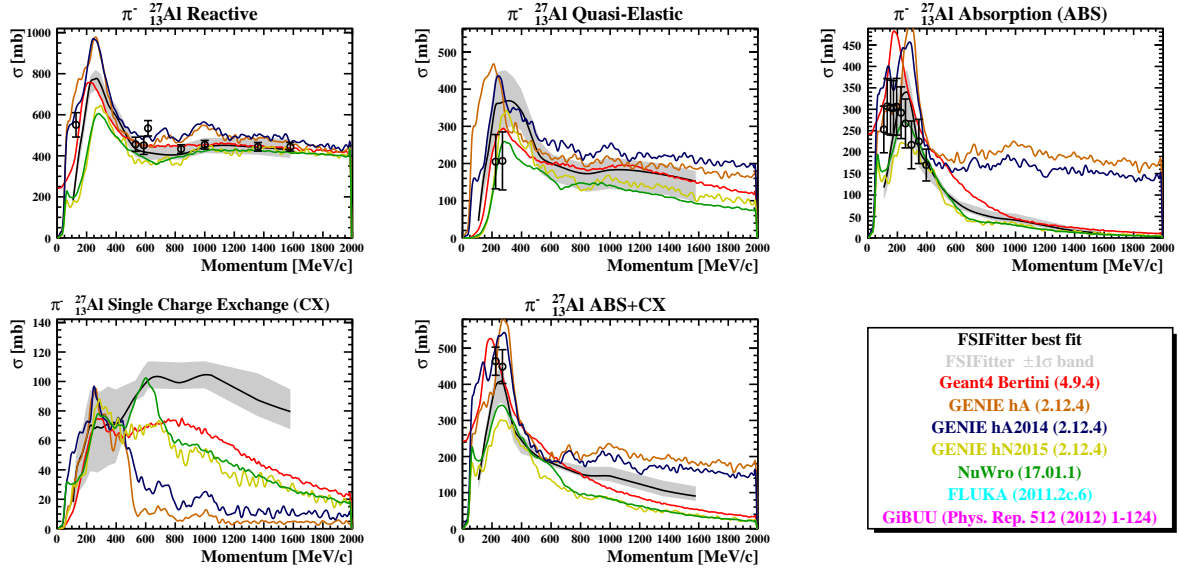 π⁻ ²⁷₁₃Al Reactive
σ [mb]
1000
800
600
400
200
0
0 200 400 600 800 1000 1200 1400 1600 1800 2000
Momentum [MeV/c]
π⁻ ²⁷₁₃Al Quasi-Elastic
σ [mb]
500
400
300
200
100
0
0 200 400 600 800 1000 1200 1400 1600 1800 2000
Momentum [MeV/c]
π⁻ ²⁷₁₃Al Absorption (ABS)
σ [mb]
450
400
350
300
250
200
150
100
50
0
0 200 400 600 800 1000 1200 1400 1600 1800 2000
Momentum [MeV/c]
π⁻ ²⁷₁₃Al Single Charge Exchange (CX)
σ [mb]
140
120
100
80
60
40
20
0
0 200 400 600 800 1000 1200 1400 1600 1800 2000
Momentum [MeV/c]
π⁻ ²⁷₁₃Al ABS+CX
σ [mb]
500
400
300
200
100
0
0 200 400 600 800 1000 1200 1400 1600 1800 2000
Momentum [MeV/c]
FSIFitter best fit
FSIFitter ±1σ band
Geant4 Bertini (4.9.4)
GENIE hA (2.12.4)
GENIE hA2014 (2.12.4)
GENIE hN2015 (2.12.4)
NuWro (17.01.1)
FLUKA (2011.2c.6)
GiBUU (Phys. Rep. 512 (2012) 1-124)